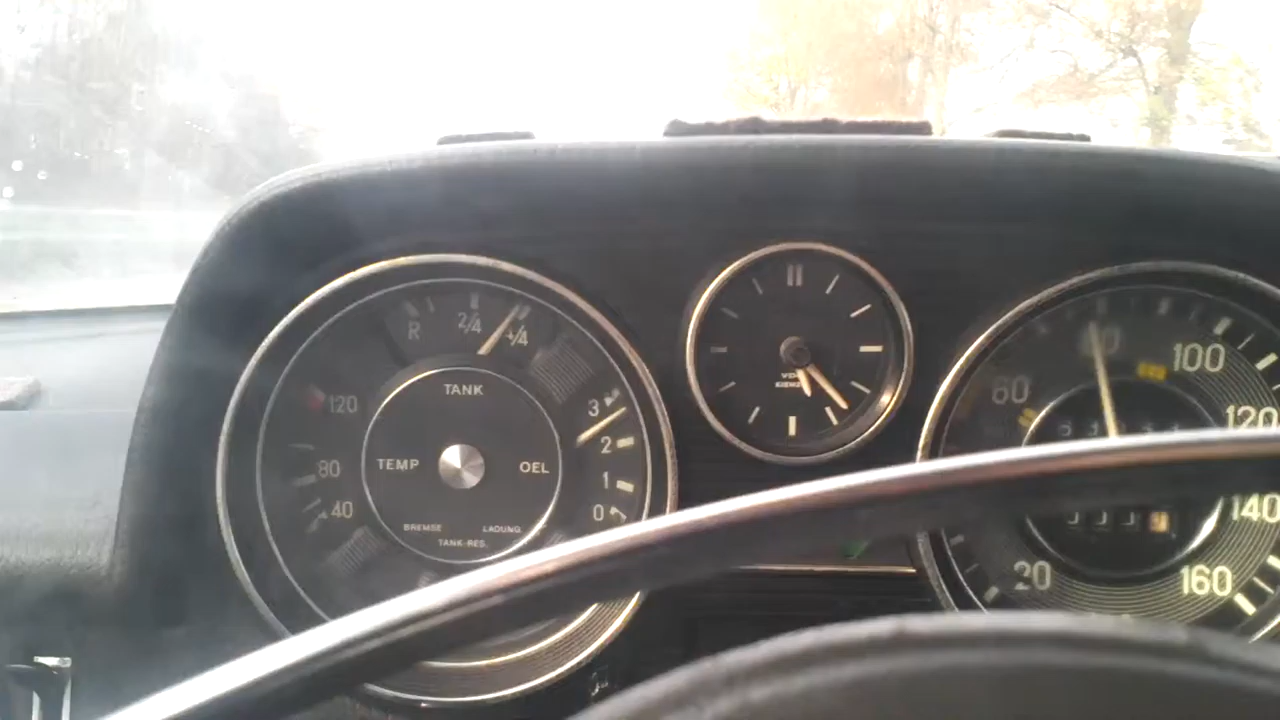 R
2/4
4/4
TANK
120
80
40
TEMP
OEL
BREMSE
LADUNG
TANK-RES.
3
2
1
0
VDO
KIENZLE
20
60
80
100
120
140
160